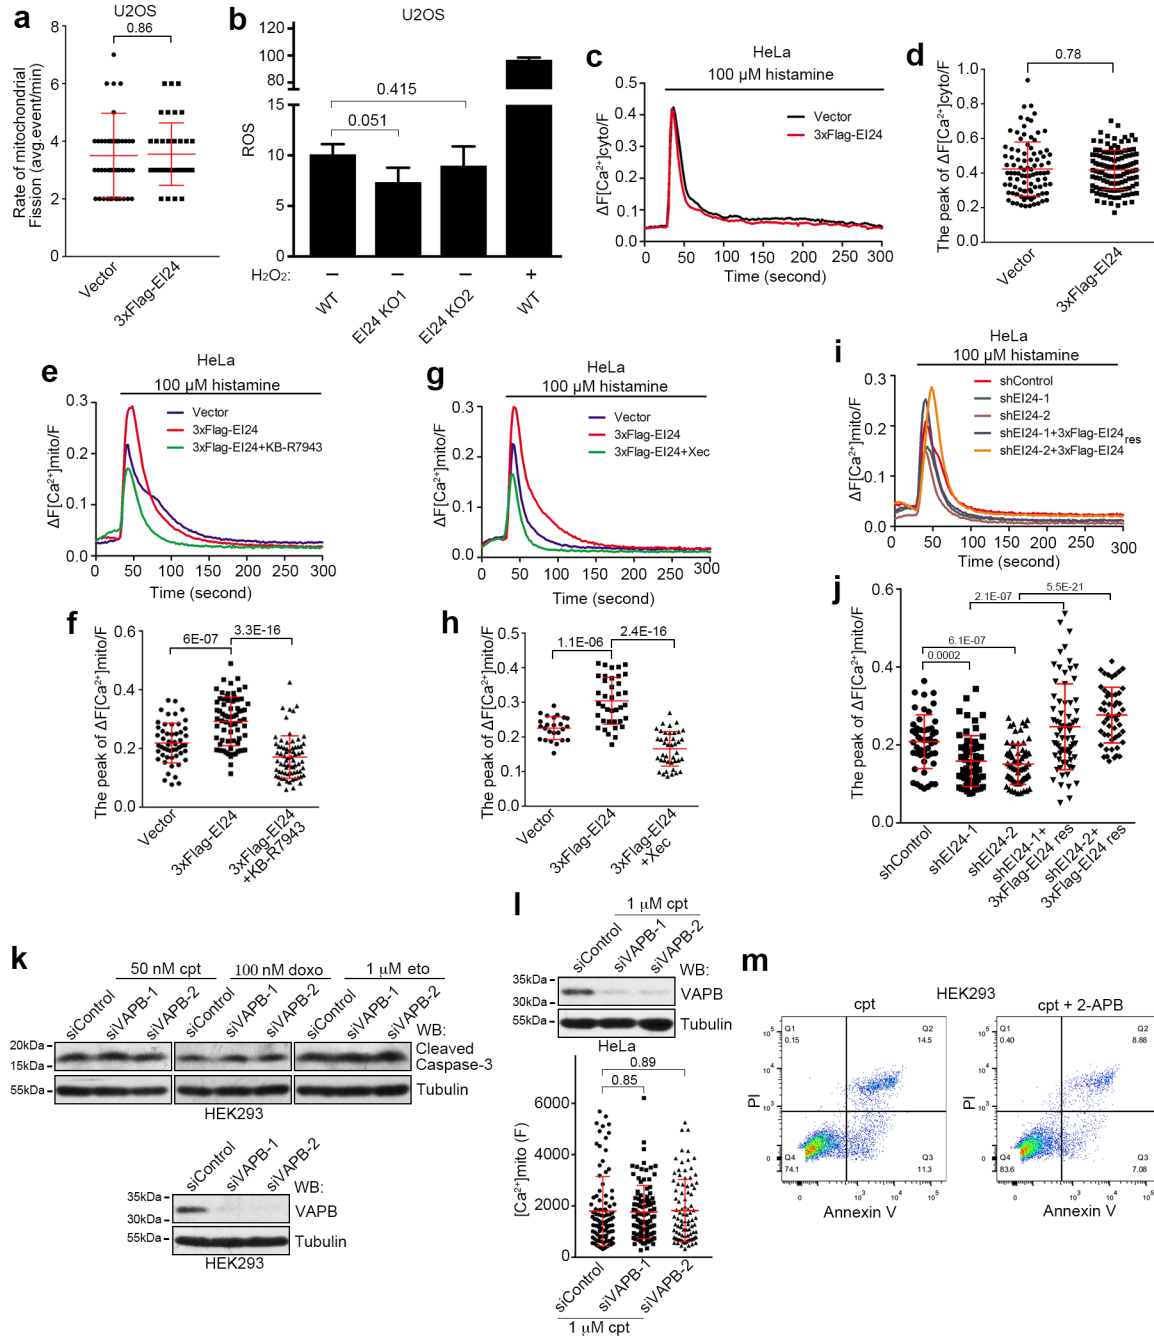 a
U2OS
0.86
Rate of mitochondrial
Fission (avg.event/min)
8
6
4
2
0
Vector
3xFlag-EI24
b
U2OS
120
100
80
15
10
5
0
ROS
0.415
0.051
H₂O₂: – – – +
WT
EI24 KO1
EI24 KO2
WT
c
HeLa
100 µM histamine
ΔF[Ca²⁺]cyto/F
0.5
0.4
0.3
0.2
0.1
0.0
Vector
3xFlag-EI24
0 50 100 150 200 250 300
Time (second)
d
0.78
The peak of ΔF[Ca²⁺]cyto/F
1.0
0.8
0.6
0.4
0.2
0.0
Vector
3xFlag-EI24
e
HeLa
100 µM histamine
ΔF[Ca²⁺]mito/F
0.3
0.2
0.1
0.0
Vector
3xFlag-EI24
3xFlag-EI24+KB-R7943
0 50 100 150 200 250 300
Time (second)
g
HeLa
100 µM histamine
ΔF[Ca²⁺]mito/F
0.3
0.2
0.1
0.0
Vector
3xFlag-EI24
3xFlag-EI24+Xec
0 50 100 150 200 250 300
Time (second)
i
HeLa
100 µM histamine
ΔF[Ca²⁺]mito/F
0.3
0.2
0.1
0.0
shControl
shEI24-1
shEI24-2
shEI24-1+3xFlag-EI24
shEI24-2+3xFlag-EI24
res
0 50 100 150 200 250 300
Time (second)
f
The peak of ΔF[Ca²⁺]mito/F
0.6
0.4
0.2
0.0
6E-07
3.3E-16
Vector
3xFlag-EI24
3xFlag-EI24
+KB-R7943
h
The peak of ΔF[Ca²⁺]mito/F
0.5
0.4
0.3
0.2
0.1
0.0
1.1E-06
2.4E-16
Vector
3xFlag-EI24
3xFlag-EI24
+Xec
j
The peak of ΔF[Ca²⁺]mito/F
0.6
0.4
0.2
0.0
5.5E-21
2.1E-07
6.1E-07
0.0002
shControl
shEI24-1
shEI24-2
shEI24-1+
3xFlag-EI24 res
shEI24-2+
3xFlag-EI24 res
k
50 nM cpt
100 nM doxo
1 µM eto
siControl
siVAPB-1
siVAPB-2
siControl
siVAPB-1
siVAPB-2
siControl
siVAPB-1
siVAPB-2
WB:
20kDa
15kDa
Cleaved
Caspase-3
55kDa
Tubulin
HEK293
siControl
siVAPB-1
siVAPB-2
WB:
35kDa
30kDa
VAPB
55kDa
Tubulin
HEK293
l
1 µM cpt
siControl
siVAPB-1
siVAPB-2
WB:
35kDa
30kDa
VAPB
55kDa
Tubulin
HeLa
0.89
0.85
[Ca²⁺]mito (F)
6000
4000
2000
0
siControl
siVAPB-1
siVAPB-2
1 µM cpt
m
HEK293
cpt
cpt + 2-APB
Q1
0.15
Q2
14.5
Q4
74.1
Q3
11.3
PI
10⁵
10⁴
10³
0
0 10³ 10⁴ 10⁵
Annexin V
Q1
0.40
Q2
8.88
Q4
83.6
Q3
7.08
PI
10⁵
10⁴
10³
0
0 10³ 10⁴ 10⁵
Annexin V